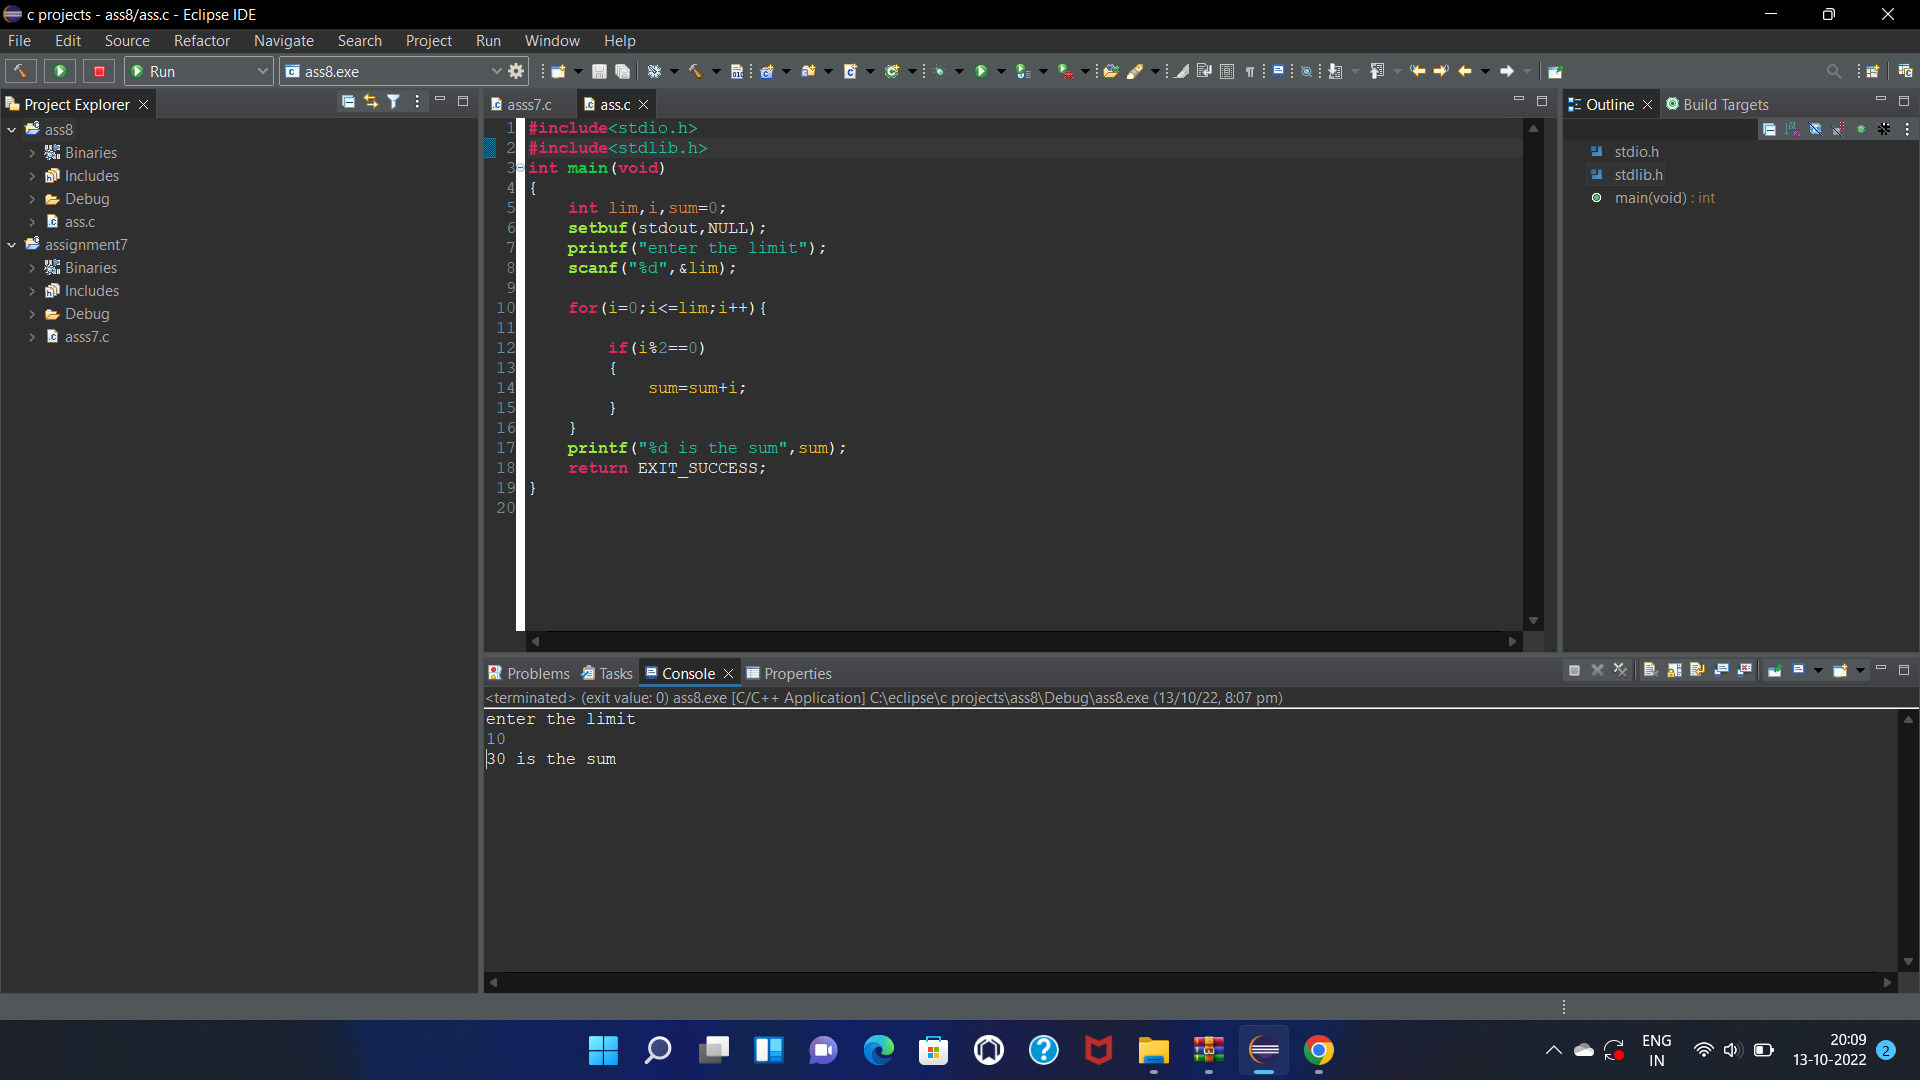 c projects - ass8/ass.c - Eclipse IDE
File Edit Source Refactor Navigate Search Project Run Window Help
Run ass8.exe
Project Explorer
ass8
Binaries
Includes
Debug
ass.c
assignment7
Binaries
Includes
Debug
asss7.c
asss7.c ass.c
1 #include<stdio.h>
2 #include<stdlib.h>
3 int main(void)
4 {
5 int lim,i,sum=0;
6 setbuf(stdout,NULL);
7 printf("enter the limit");
8 scanf("%d",&lim);
9
10 for(i=0;i<=lim;i++){
11
12 if(i%2==0)
13 {
14 sum=sum+i;
15 }
16 }
17 printf("%d is the sum",sum);
18 return EXIT_SUCCESS;
19 }
20
Outline Build Targets
stdio.h
stdlib.h
main(void) : int
Problems Tasks Console Properties
<terminated> (exit value: 0) ass8.exe [C/C++ Application] C:\eclipse\c projects\ass8\Debug\ass8.exe (13/10/22, 8:07 pm)
enter the limit
10
30 is the sum
ENG
IN
20:09
13-10-2022
2